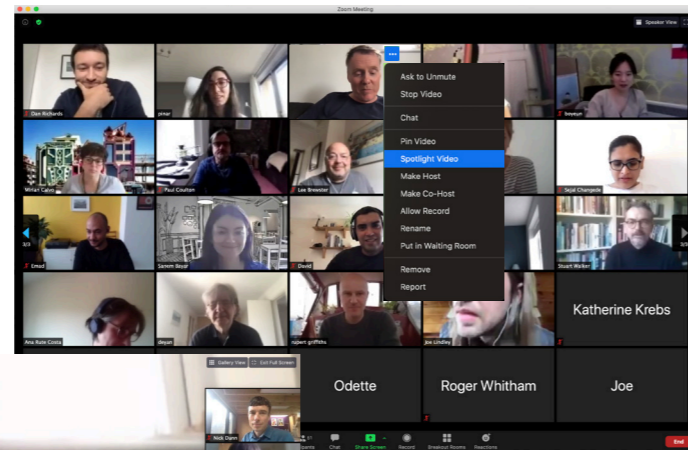 Zoom Meeting
Speaker View
Dan Richards
pinar
boyeun
Ask to Unmute
Stop Video
Chat
Pin Video
Spotlight Video
Make Host
Make Co-Host
Allow Record
Rename
Put in Waiting Room
Remove
Report
Mirian Calvo
Paul Coulton
Lee Brewster
Sejal Changede
3/3
Emad
Sanem Bayar
David
Stuart Walker
Ana Rute Costa
deyan
rupert griffiths
Joe Lindley
Katherine Krebs
Gallery View
Exit Full Screen
Nick Dunn
Odette
Roger Whitham
Joe
Chat
Share Screen
Record
Breakout Rooms
Reactions
End